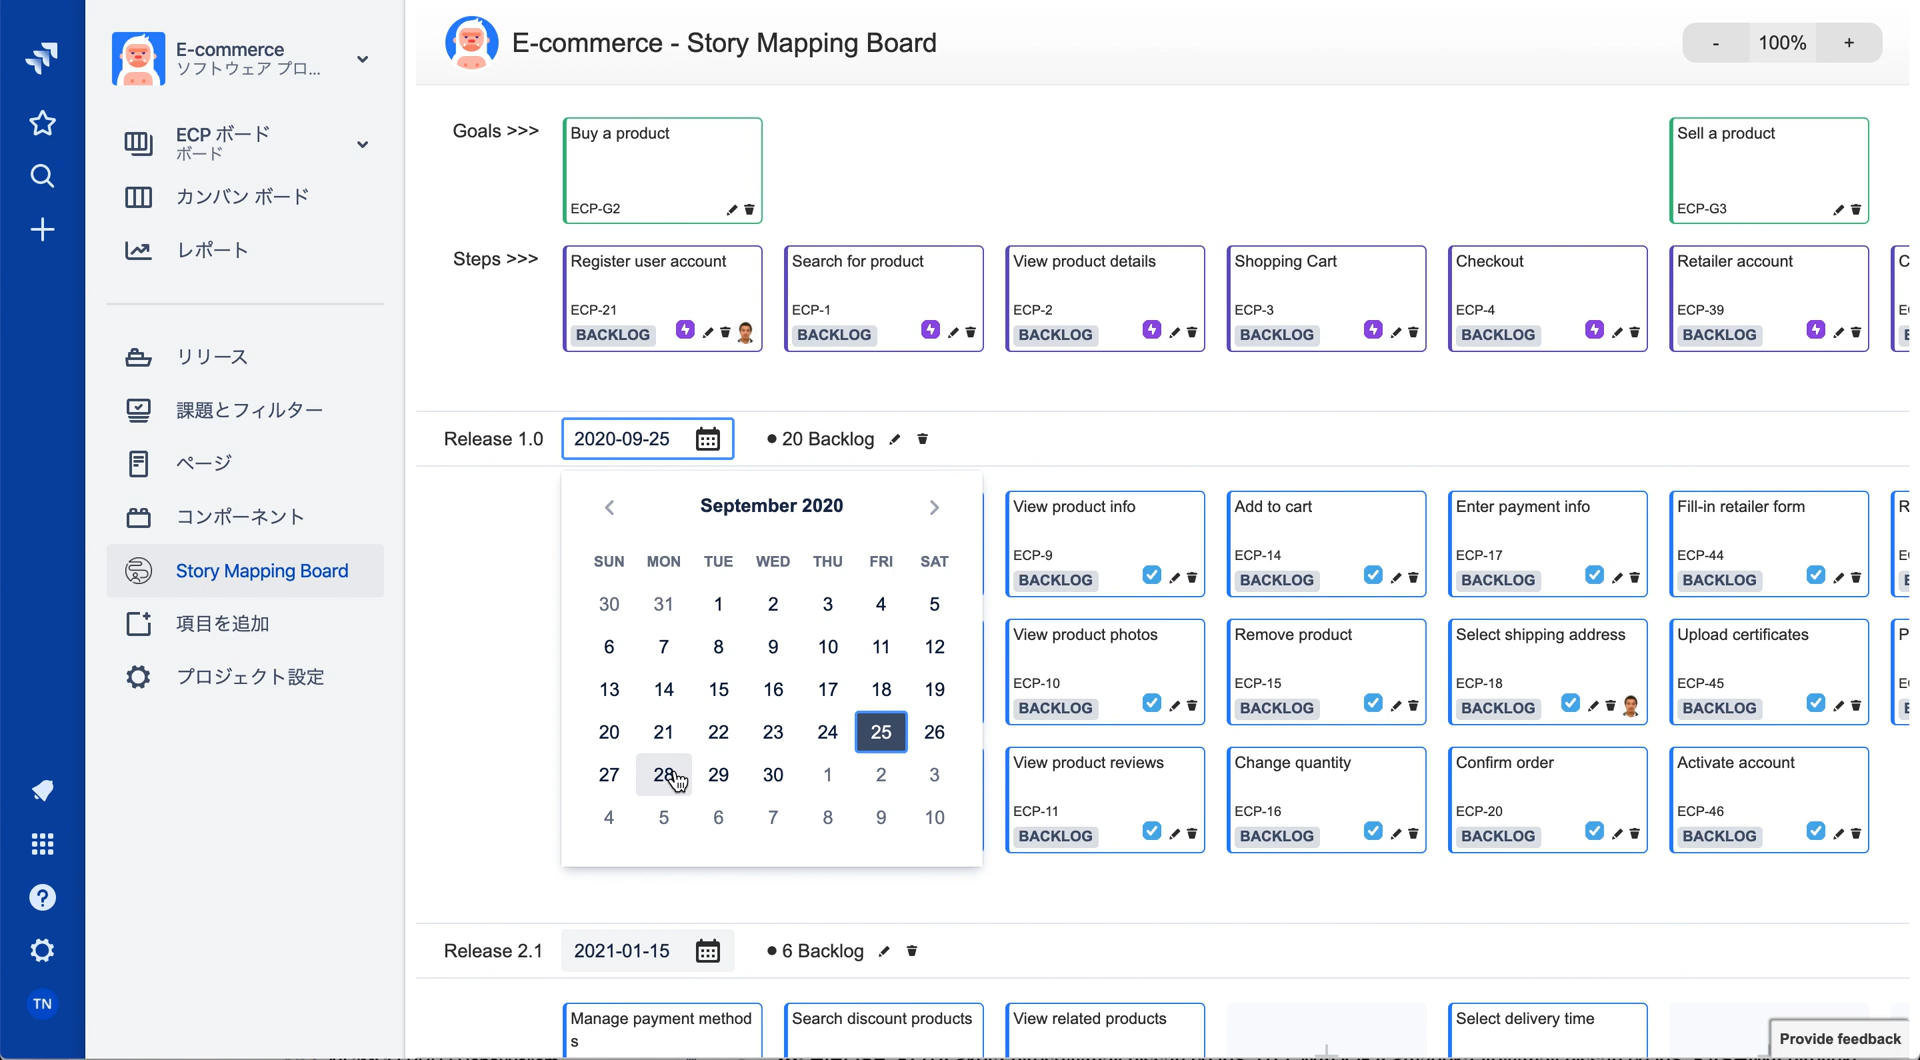 E-commerce
ソフトウェア プロ...
ECP ボード
ボード
カンバン ボード
レポート
リリース
課題とフィルター
ページ
コンポーネント
Story Mapping Board
項目を追加
プロジェクト設定
TN
E-commerce - Story Mapping Board
- 100% +
Goals >>>
Buy a product
ECP-G2
Sell a product
ECP-G3
Steps >>>
Register user account
ECP-21
BACKLOG
Search for product
ECP-1
BACKLOG
View product details
ECP-2
BACKLOG
Shopping Cart
ECP-3
BACKLOG
Checkout
ECP-4
BACKLOG
Retailer account
ECP-39
BACKLOG
Release 1.0 2020-09-25 • 20 Backlog
September 2020
SUN MON TUE WED THU FRI SAT
30 31 1 2 3 4 5
6 7 8 9 10 11 12
13 14 15 16 17 18 19
20 21 22 23 24 25 26
27 28 29 30 1 2 3
4 5 6 7 8 9 10
View product info
ECP-9
BACKLOG
Add to cart
ECP-14
BACKLOG
Enter payment info
ECP-17
BACKLOG
Fill-in retailer form
ECP-44
BACKLOG
View product photos
ECP-10
BACKLOG
Remove product
ECP-15
BACKLOG
Select shipping address
ECP-18
BACKLOG
Upload certificates
ECP-45
BACKLOG
View product reviews
ECP-11
BACKLOG
Change quantity
ECP-16
BACKLOG
Confirm order
ECP-20
BACKLOG
Activate account
ECP-46
BACKLOG
Release 2.1 2021-01-15 • 6 Backlog
Manage payment method
s
Search discount products
View related products
Select delivery time
Provide feedback